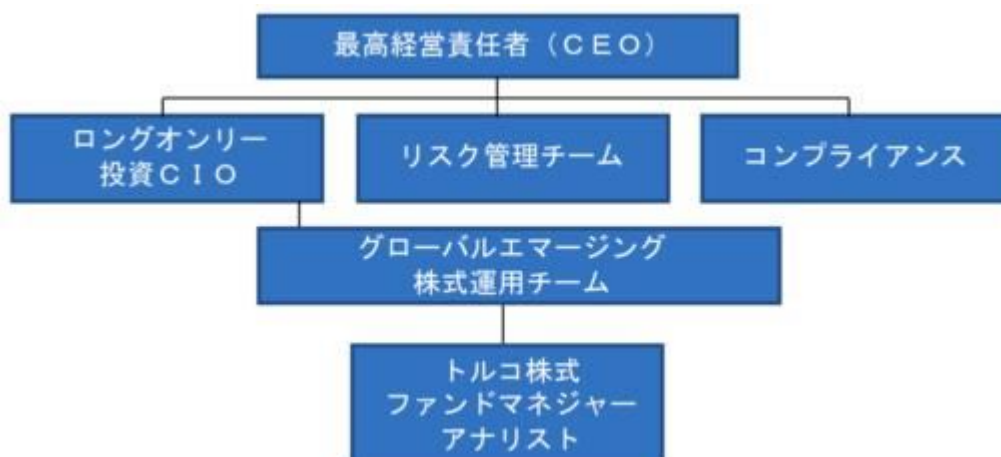 最高経営責任者（ＣＥＯ）
ロングオンリー
投資ＣＩＯ
リスク管理チーム
コンプライアンス
グローバルエマージング
株式運用チーム
トルコ株式
ファンドマネジャー
アナリスト